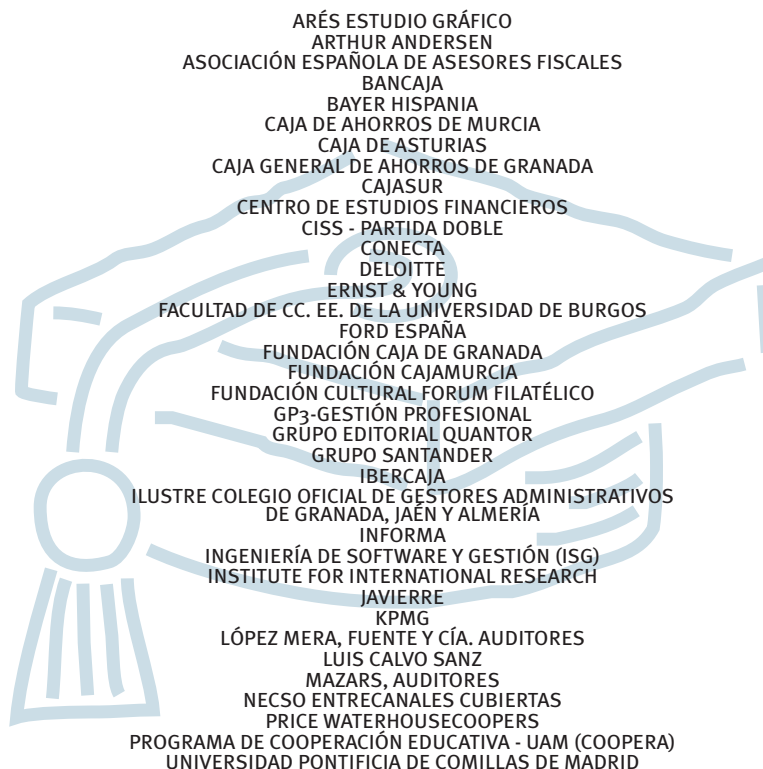 ARÉS ESTUDIO GRÁFICO
ARTHUR ANDERSEN
ASOCIACIÓN ESPAÑOLA DE ASESORES FISCALES
BANCAJA
BAYER HISPANIA
CAJA DE AHORROS DE MURCIA
CAJA DE ASTURIAS
CAJA GENERAL DE AHORROS DE GRANADA
CAJASUR
CENTRO DE ESTUDIOS FINANCIEROS
CISS - PARTIDA DOBLE
CONECTA
DELOITTE
ERNST & YOUNG
FACULTAD DE CC. EE. DE LA UNIVERSIDAD DE BURGOS
FORD ESPAÑA
FUNDACIÓN CAJA DE GRANADA
FUNDACIÓN CAJAMURCIA
FUNDACIÓN CULTURAL FORUM FILATÉLICO
GP3-GESTIÓN PROFESIONAL
GRUPO EDITORIAL QUANTOR
GRUPO SANTANDER
IBERCAJA
ILUSTRE COLEGIO OFICIAL DE GESTORES ADMINISTRATIVOS
DE GRANADA, JAÉN Y ALMERÍA
INFORMA
INGENIERÍA DE SOFTWARE Y GESTIÓN (ISG)
INSTITUTE FOR INTERNATIONAL RESEARCH
JAVIERRE
KPMG
LÓPEZ MERA, FUENTE Y CÍA. AUDITORES
LUIS CALVO SANZ
MAZARS, AUDITORES
NECSO ENTRECANALES CUBIERTAS
PRICE WATERHOUSECOOPERS
PROGRAMA DE COOPERACIÓN EDUCATIVA - UAM (COOPERA)
UNIVERSIDAD PONTIFICIA DE COMILLAS DE MADRID